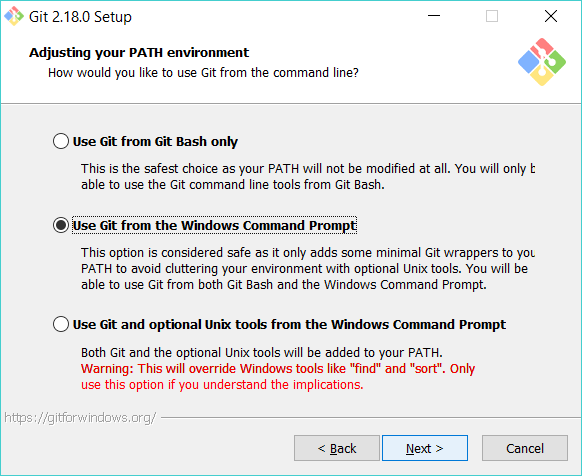 Git 2.18.0 Setup
Adjusting your PATH environment
How would you like to use Git from the command line?
Use Git from Git Bash only
This is the safest choice as your PATH will not be modified at all. You will only
able to use the Git command line tools from Git Bash.
Use Git from the Windows Command Prompt
This option is considered safe as it only adds some minimal Git wrappers to you
PATH to avoid cluttering your environment with optional Unix tools. You will be
able to use Git from both Git Bash and the Windows Command Prompt.
Use Git and optional Unix tools from the Windows Command Prompt
Both Git and the optional Unix tools will be added to your PATH.
Warning: This will override Windows tools like "find" and "sort". Only
use this option if you understand the implications.
https://gitforwindows.org/
< Back
Next >
Cancel